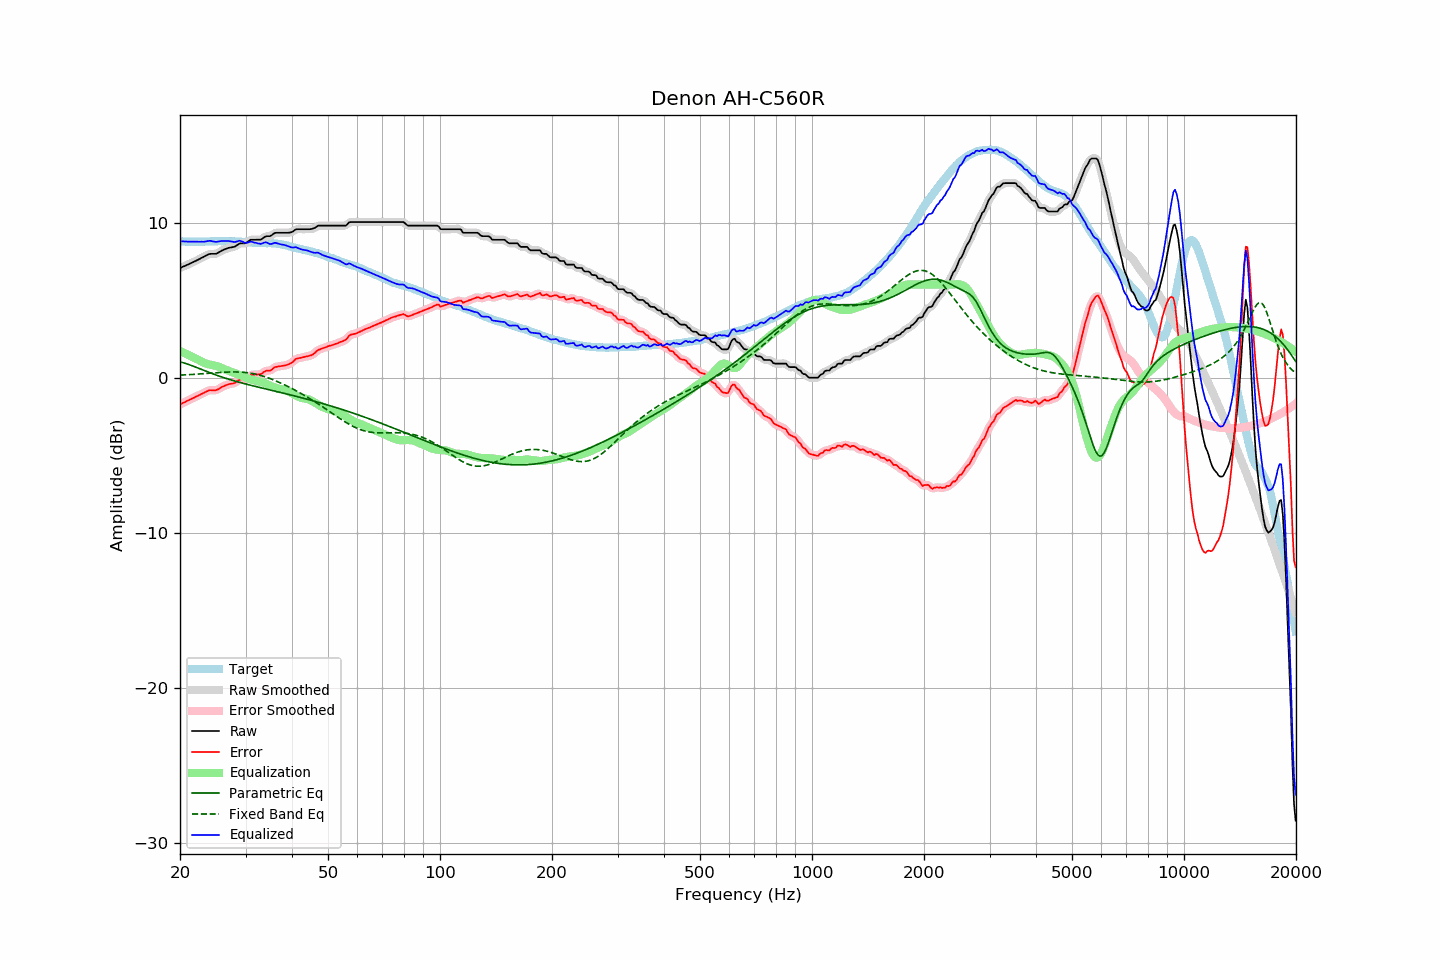 Denon AH-C560R
Amplitude (dBr)
10
0
−10
−20
−30
Target
Raw Smoothed
Error Smoothed
Raw
Error
Equalization
Parametric Eq
Fixed Band Eq
Equalized
20 50 100 200 500 1000 2000 5000 10000 20000
Frequency (Hz)